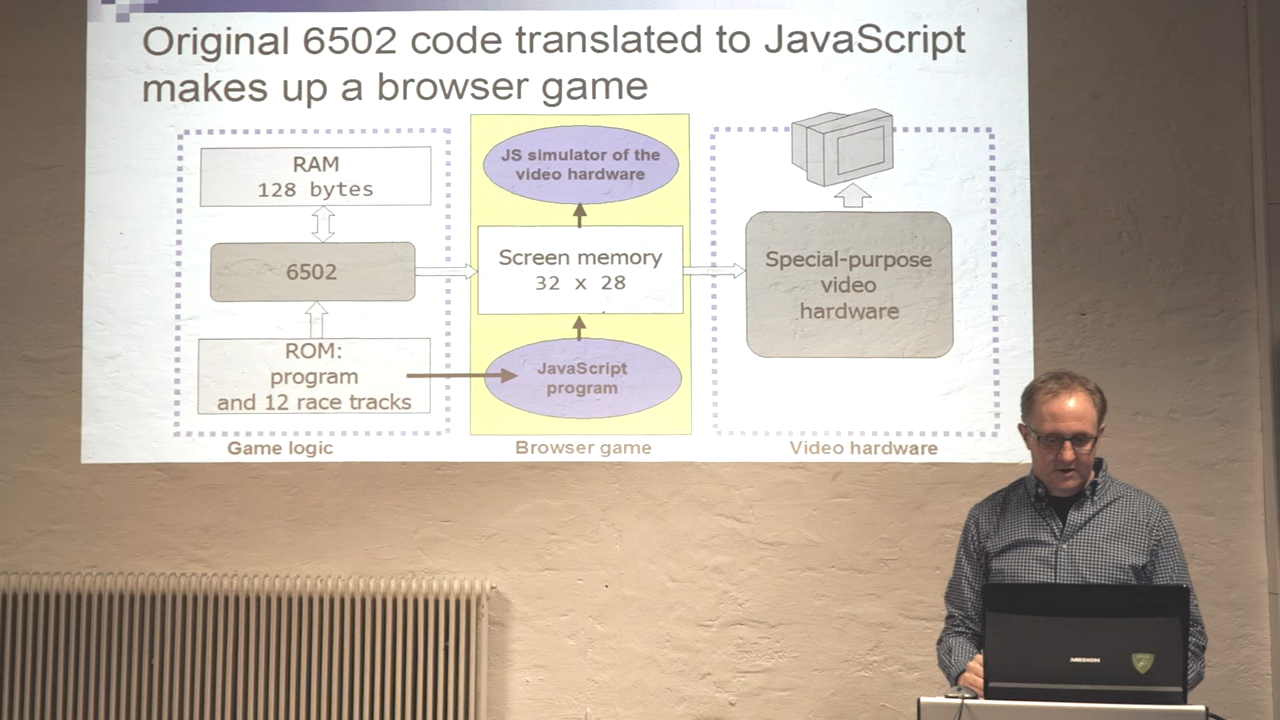 Original 6502 code translated to JavaScript
makes up a browser game
RAM
128 bytes
6502
ROM:
program
and 12 race tracks
Game logic
JS simulator of the
video hardware
Screen memory
32 x 28
JavaScript
program
Browser game
Special-purpose
video
hardware
Video hardware
MEDION